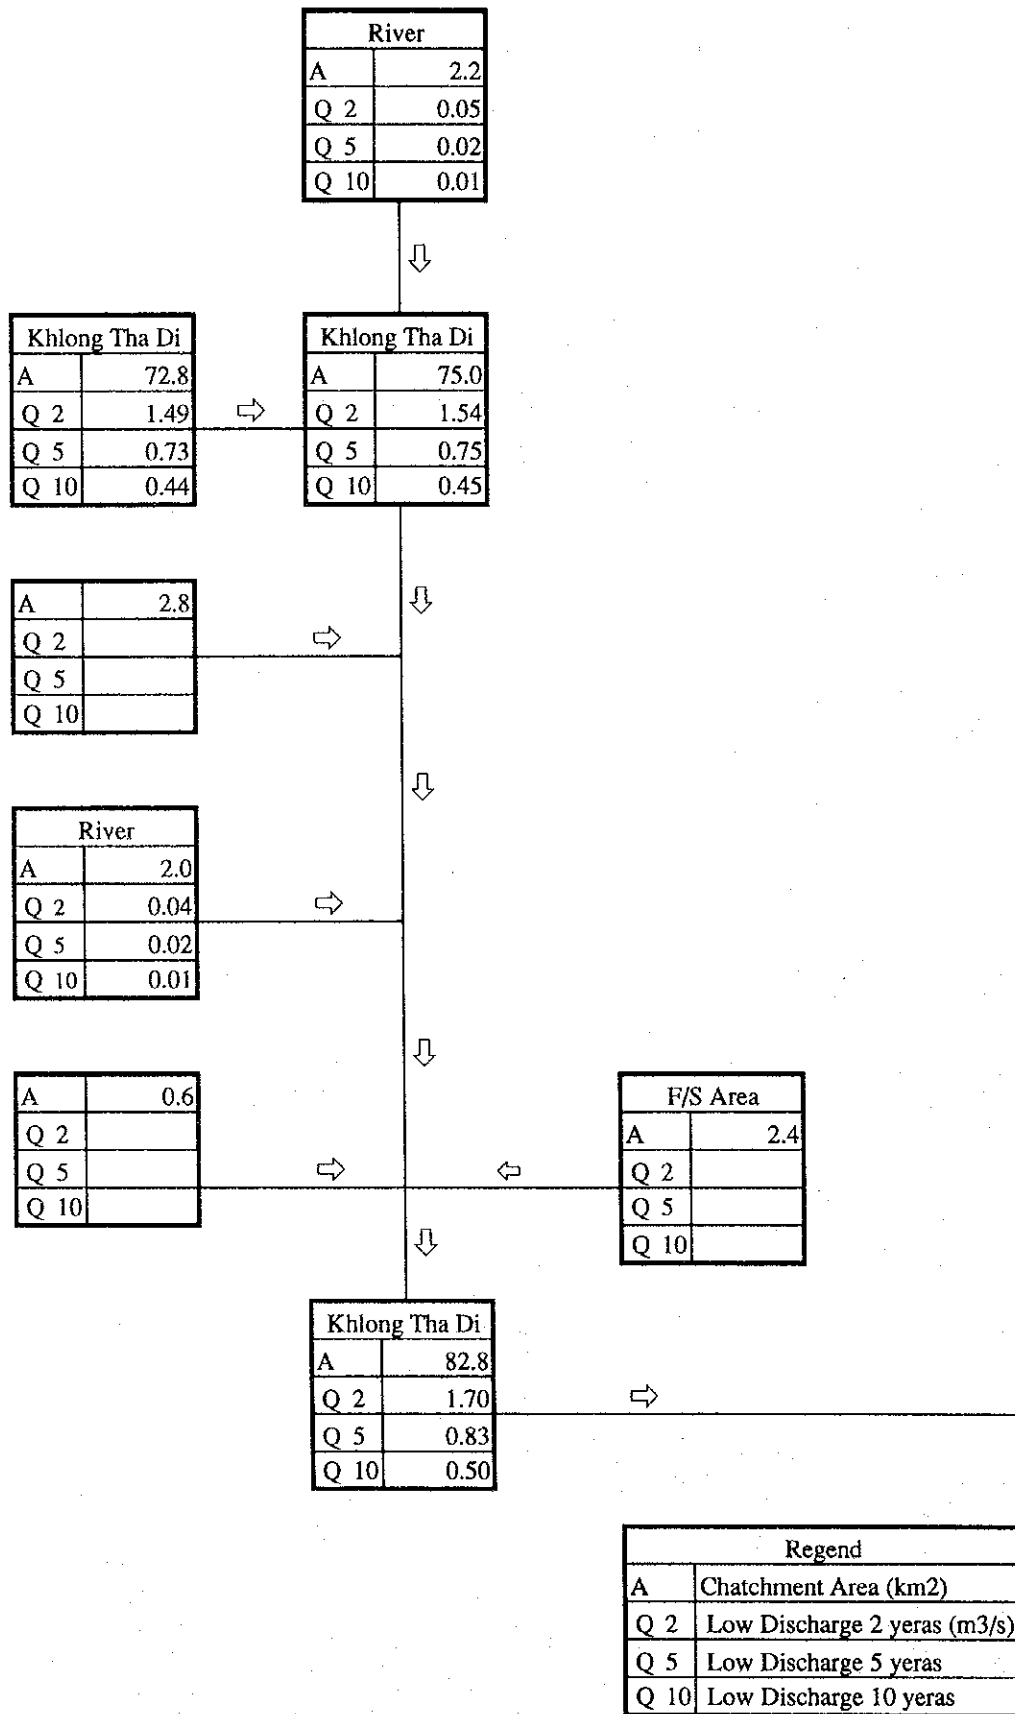 River
A 2.2
Q 2 0.05
Q 5 0.02
Q 10 0.01
Khlong Tha Di
A 72.8
Q 2 1.49
Q 5 0.73
Q 10 0.44
Khlong Tha Di
A 75.0
Q 2 1.54
Q 5 0.75
Q 10 0.45
A 2.8
Q 2
Q 5
Q 10
River
A 2.0
Q 2 0.04
Q 5 0.02
Q 10 0.01
A 0.6
Q 2
Q 5
Q 10
F/S Area
A 2.4
Q 2
Q 5
Q 10
Khlong Tha Di
A 82.8
Q 2 1.70
Q 5 0.83
Q 10 0.50
Regend
A Chatchment Area (km2)
Q 2 Low Discharge 2 yeras (m3/s)
Q 5 Low Discharge 5 yeras
Q 10 Low Discharge 10 yeras